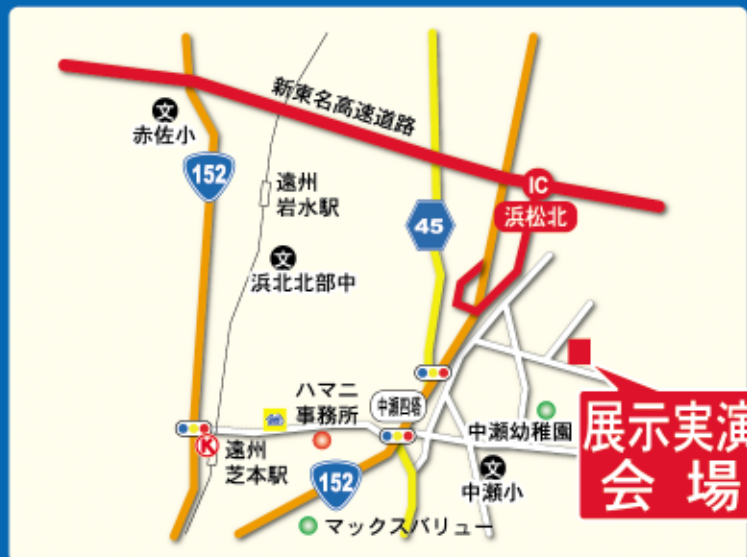 新東名高速道路
文
赤佐小
152
IC
浜松北
遠州
岩水駅
45
文
浜北北部中
ハマニ
事務所
中瀬四塔
中瀬幼稚園
展示実演
会場
K
遠州
芝本駅
152
文
中瀬小
マックスバリュー